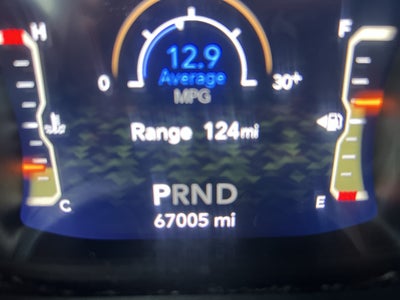 H F
12.9
Average
0 30+
MPG
Range 124mi
PRND
C E
67005 mi